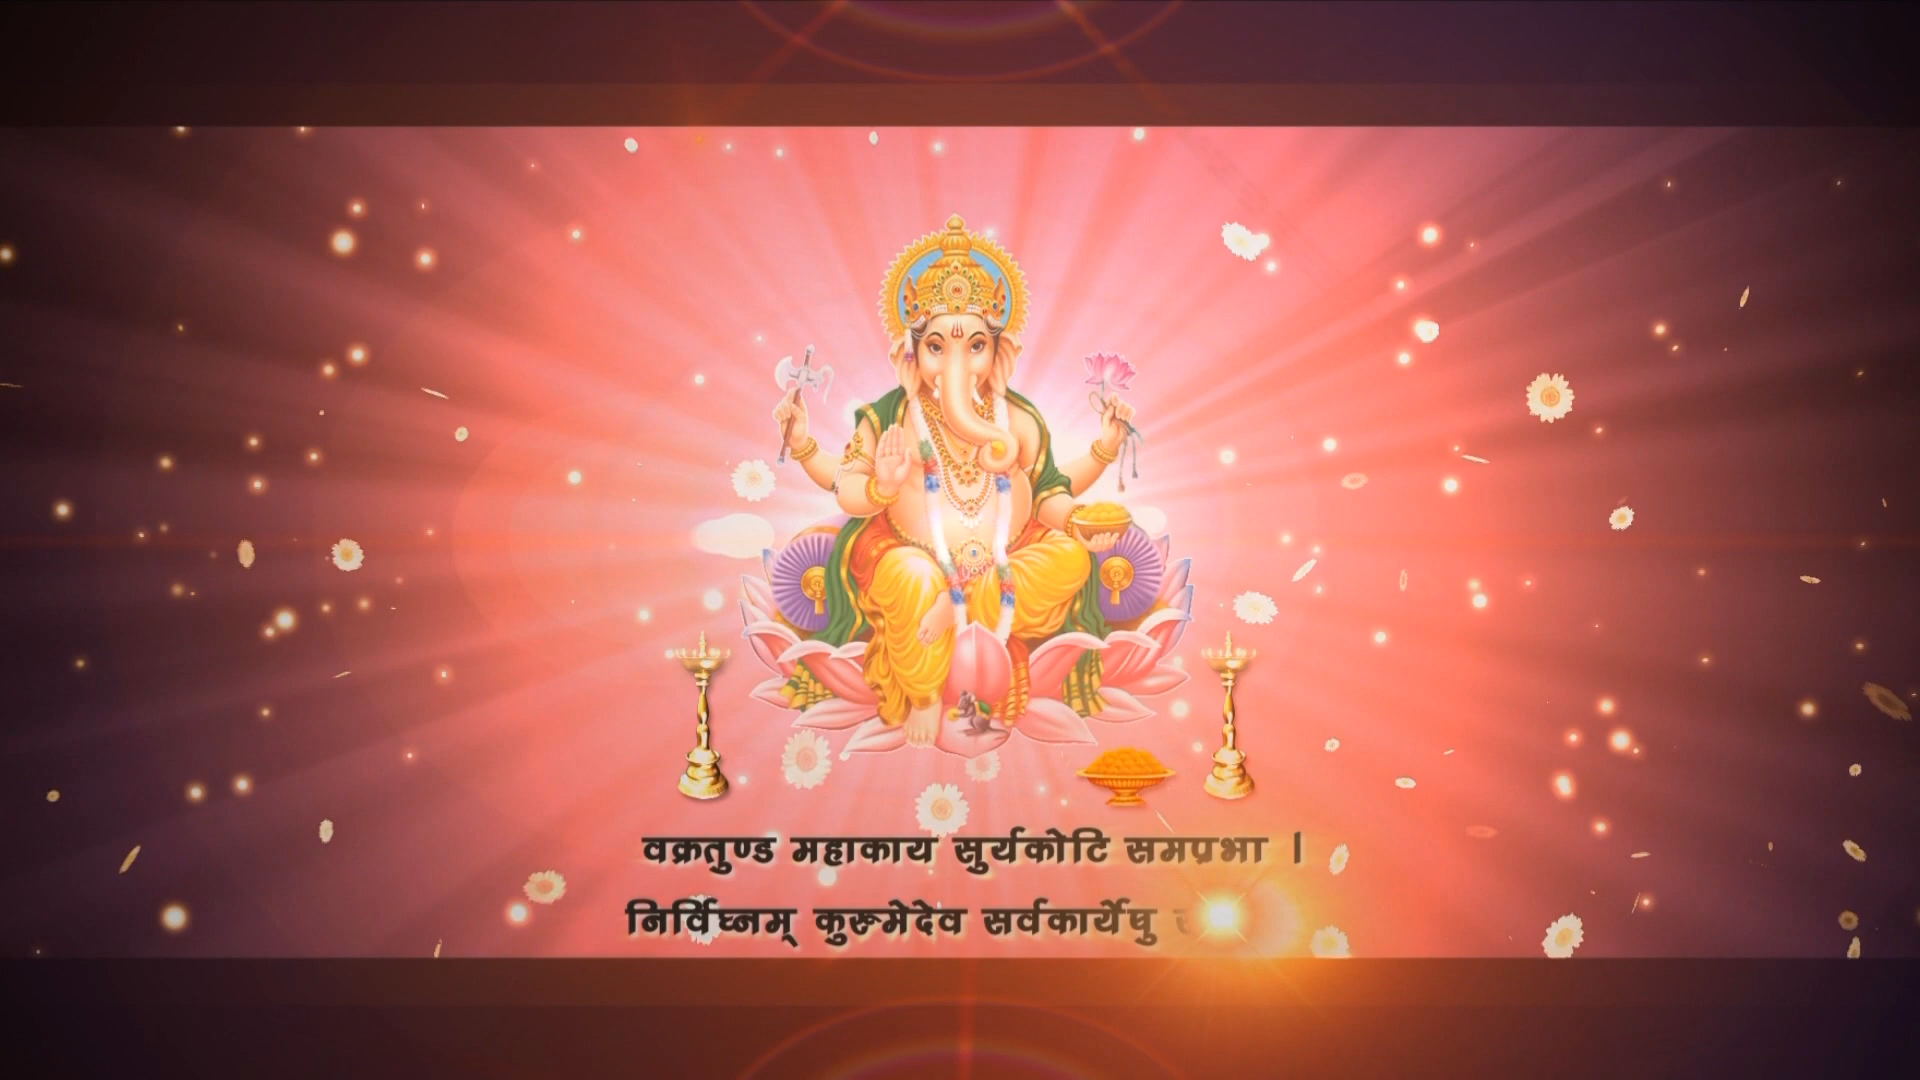 वक्रतुण्ड महाकाय सुर्यकोटि समप्रभा ।
निर्विघ्नम् कुरूमेदेव सर्वकार्येषु